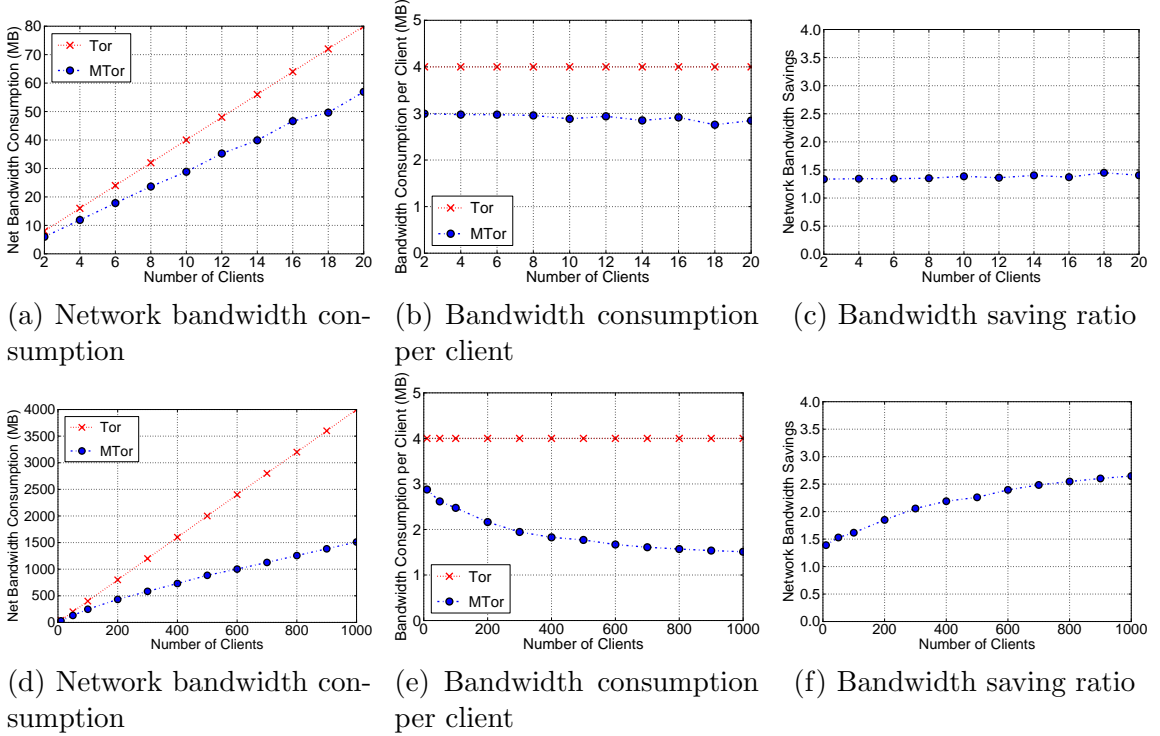 Net Bandwidth Consumption (MB)
80
70
60
50
40
30
20
10
0
Tor
MTor
2 4 6 8 10 12 14 16 18 20
Number of Clients
(a) Network bandwidth con-
sumption
Bandwidth Consumption per Client (MB)
5
4
3
2
1
0
Tor
MTor
2 4 6 8 10 12 14 16 18 20
Number of Clients
(b) Bandwidth consumption
per client
Network Bandwidth Savings
4.0
3.5
3.0
2.5
2.0
1.5
1.0
0.5
0.0
2 4 6 8 10 12 14 16 18 20
Number of Clients
(c) Bandwidth saving ratio
Net Bandwidth Consumption (MB)
4000
3500
3000
2500
2000
1500
1000
500
0
Tor
MTor
0 200 400 600 800 1000
Number of Clients
(d) Network bandwidth con-
sumption
Bandwidth Consumption per Client (MB)
5
4
3
2
1
0
Tor
MTor
0 200 400 600 800 1000
Number of Clients
(e) Bandwidth consumption
per client
Network Bandwidth Savings
4.0
3.5
3.0
2.5
2.0
1.5
1.0
0.5
0.0
0 200 400 600 800 1000
Number of Clients
(f) Bandwidth saving ratio